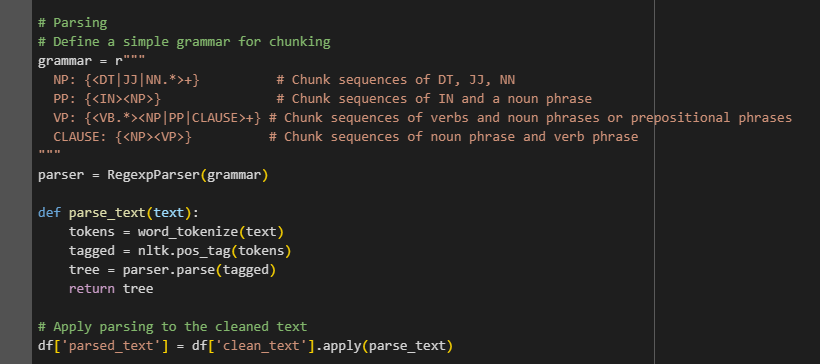 # Parsing
# Define a simple grammar for chunking
grammar = r"""
  NP: {<DT|JJ|NN.*>+}          # Chunk sequences of DT, JJ, NN
  PP: {<IN><NP>}               # Chunk sequences of IN and a noun phrase
  VP: {<VB.*><NP|PP|CLAUSE>+} # Chunk sequences of verbs and noun phrases or prepositional phrases
  CLAUSE: {<NP><VP>}          # Chunk sequences of noun phrase and verb phrase
"""
parser = RegexpParser(grammar)

def parse_text(text):
    tokens = word_tokenize(text)
    tagged = nltk.pos_tag(tokens)
    tree = parser.parse(tagged)
    return tree

# Apply parsing to the cleaned text
df['parsed_text'] = df['clean_text'].apply(parse_text)